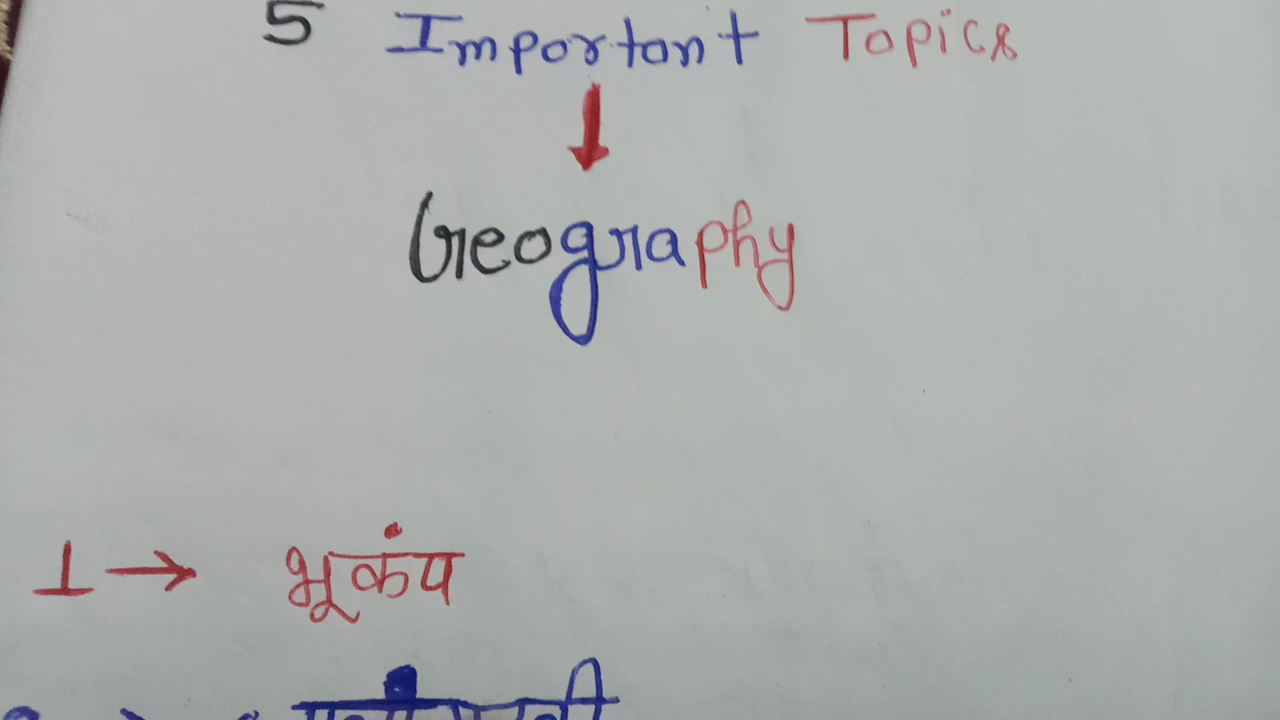 5 Important Topics
Geography
1 → भूकंप